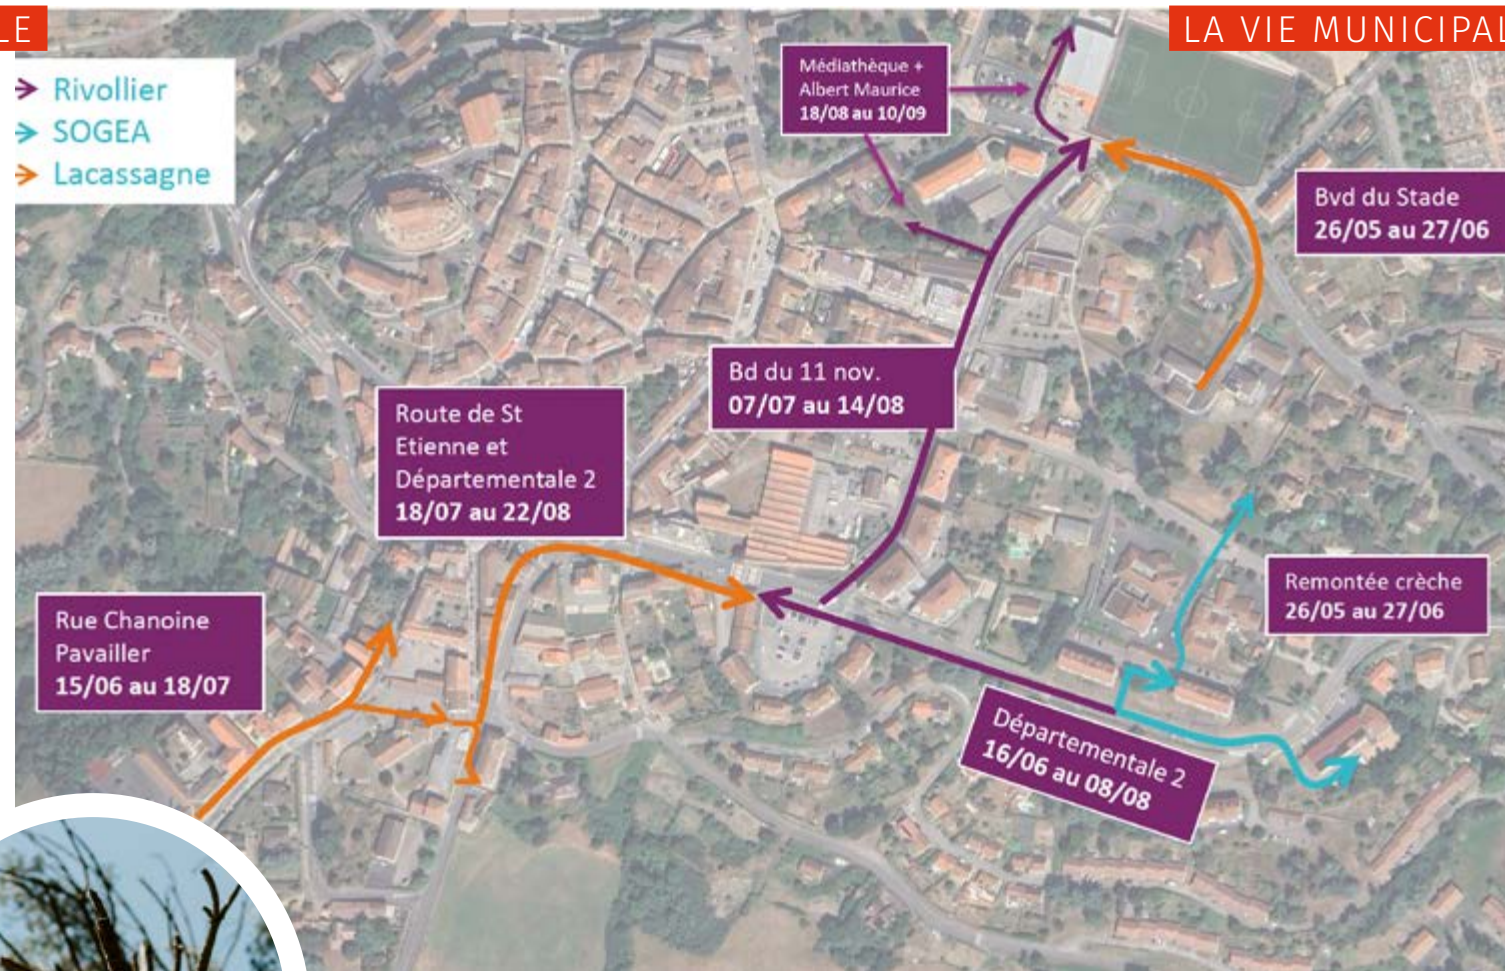 LE
LA VIE MUNICIPAL
Rivollier
SOGEA
Lacassagne
Médiathèque +
Albert Maurice
18/08 au 10/09
Bvd du Stade
26/05 au 27/06
Bd du 11 nov.
07/07 au 14/08
Route de St
Etienne et
Départementale 2
18/07 au 22/08
Remontée crèche
26/05 au 27/06
Rue Chanoine
Pavailler
15/06 au 18/07
Départementale 2
16/06 au 08/08